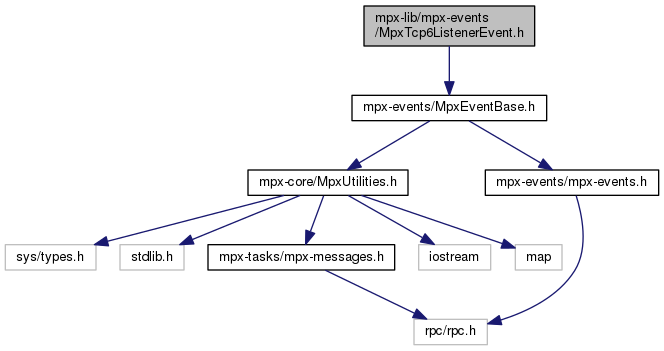 mpx-lib/mpx-events
/MpxTcp6ListenerEvent.h
mpx-events/MpxEventBase.h
mpx-core/MpxUtilities.h
mpx-events/mpx-events.h
sys/types.h
stdlib.h
mpx-tasks/mpx-messages.h
iostream
map
rpc/rpc.h